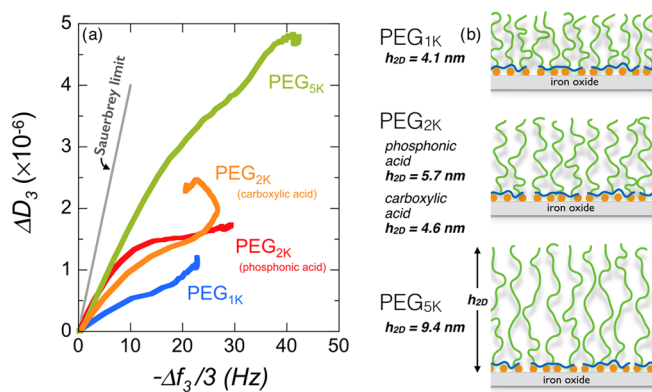 (a)
5
4
3
2
1
0
0
10
20
30
40
50
ΔD3 (×10-6)
-Δf3/3 (Hz)
Sauerbrey limit
PEG5K
PEG2K
(carboxylic acid)
PEG2K
(phosphonic acid)
PEG1K
(b)
PEG1K
h2D = 4.1 nm
iron oxide
PEG2K
phosphonic
acid
h2D = 5.7 nm
carboxylic
acid
h2D = 4.6 nm
iron oxide
PEG5K
h2D = 9.4 nm
h2D
iron oxide